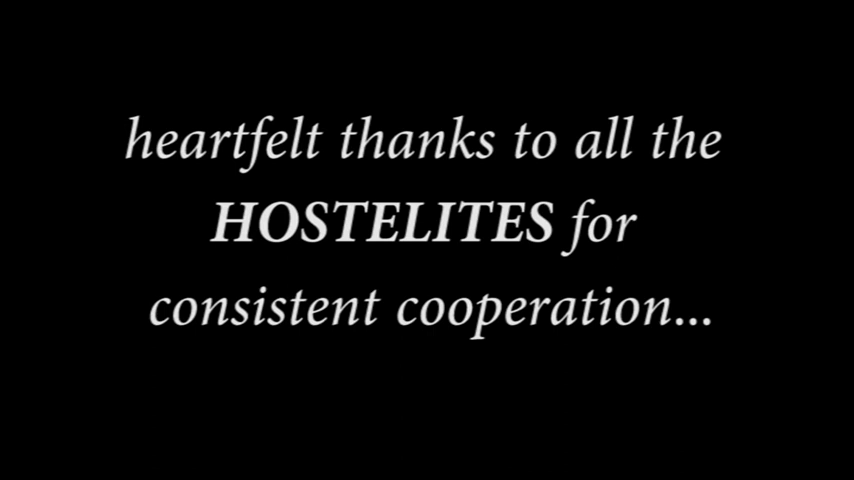 heartfelt thanks to all the
HOSTELITES for
consistent cooperation...